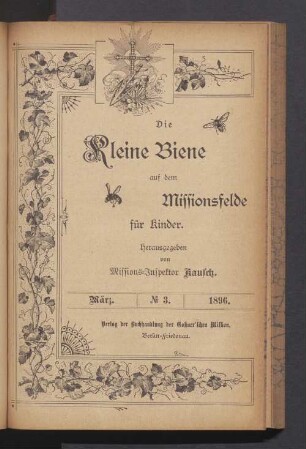 Die
Kleine Biene
auf dem
Missionsfelde
für Kinder.
Herausgegeben
von
Missions-Inspektor Kausch.
März. № 3. 1896.
Verlag der Buchhandlung der Goßner'schen Mission.
Berlin-Friedenau.